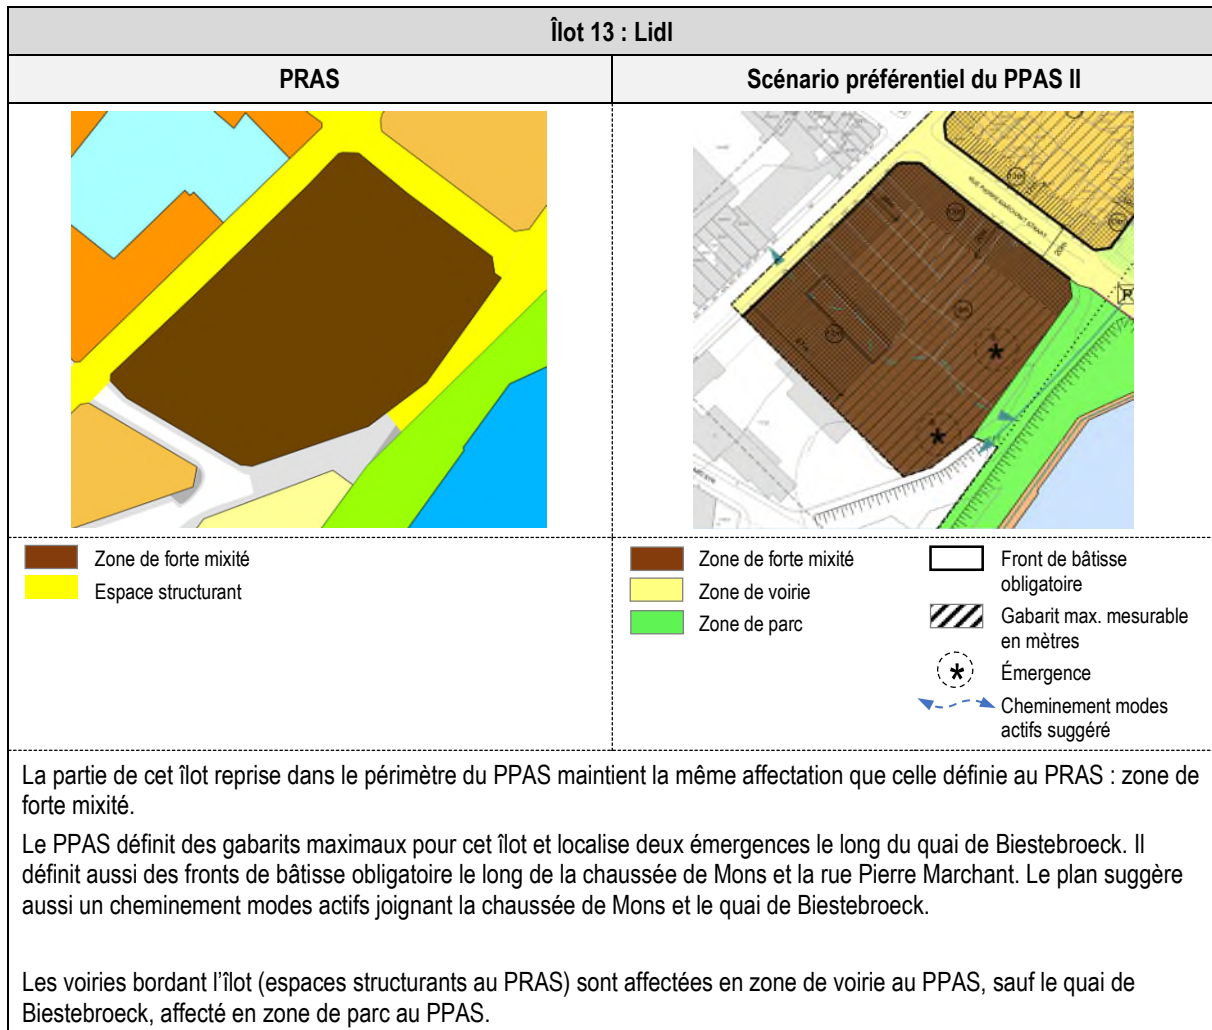 Îlot 13 : Lidl
PRAS
Scénario préférentiel du PPAS II
RUE PIERRE MARCHANT STRAAT
20m
P
Zone de forte mixité
Espace structurant
Zone de forte mixité
Zone de voirie
Zone de parc
Front de bâtisse
obligatoire
Gabarit max. mesurable
en mètres
Émergence
Cheminement modes
actifs suggéré
La partie de cet îlot reprise dans le périmètre du PPAS maintient la même affectation que celle définie au PRAS : zone de
forte mixité.
Le PPAS définit des gabarits maximaux pour cet îlot et localise deux émergences le long du quai de Biestebroeck. Il
définit aussi des fronts de bâtisse obligatoire le long de la chaussée de Mons et la rue Pierre Marchant. Le plan suggère
aussi un cheminement modes actifs joignant la chaussée de Mons et le quai de Biestebroeck.
Les voiries bordant l'îlot (espaces structurants au PRAS) sont affectées en zone de voirie au PPAS, sauf le quai de
Biestebroeck, affecté en zone de parc au PPAS.